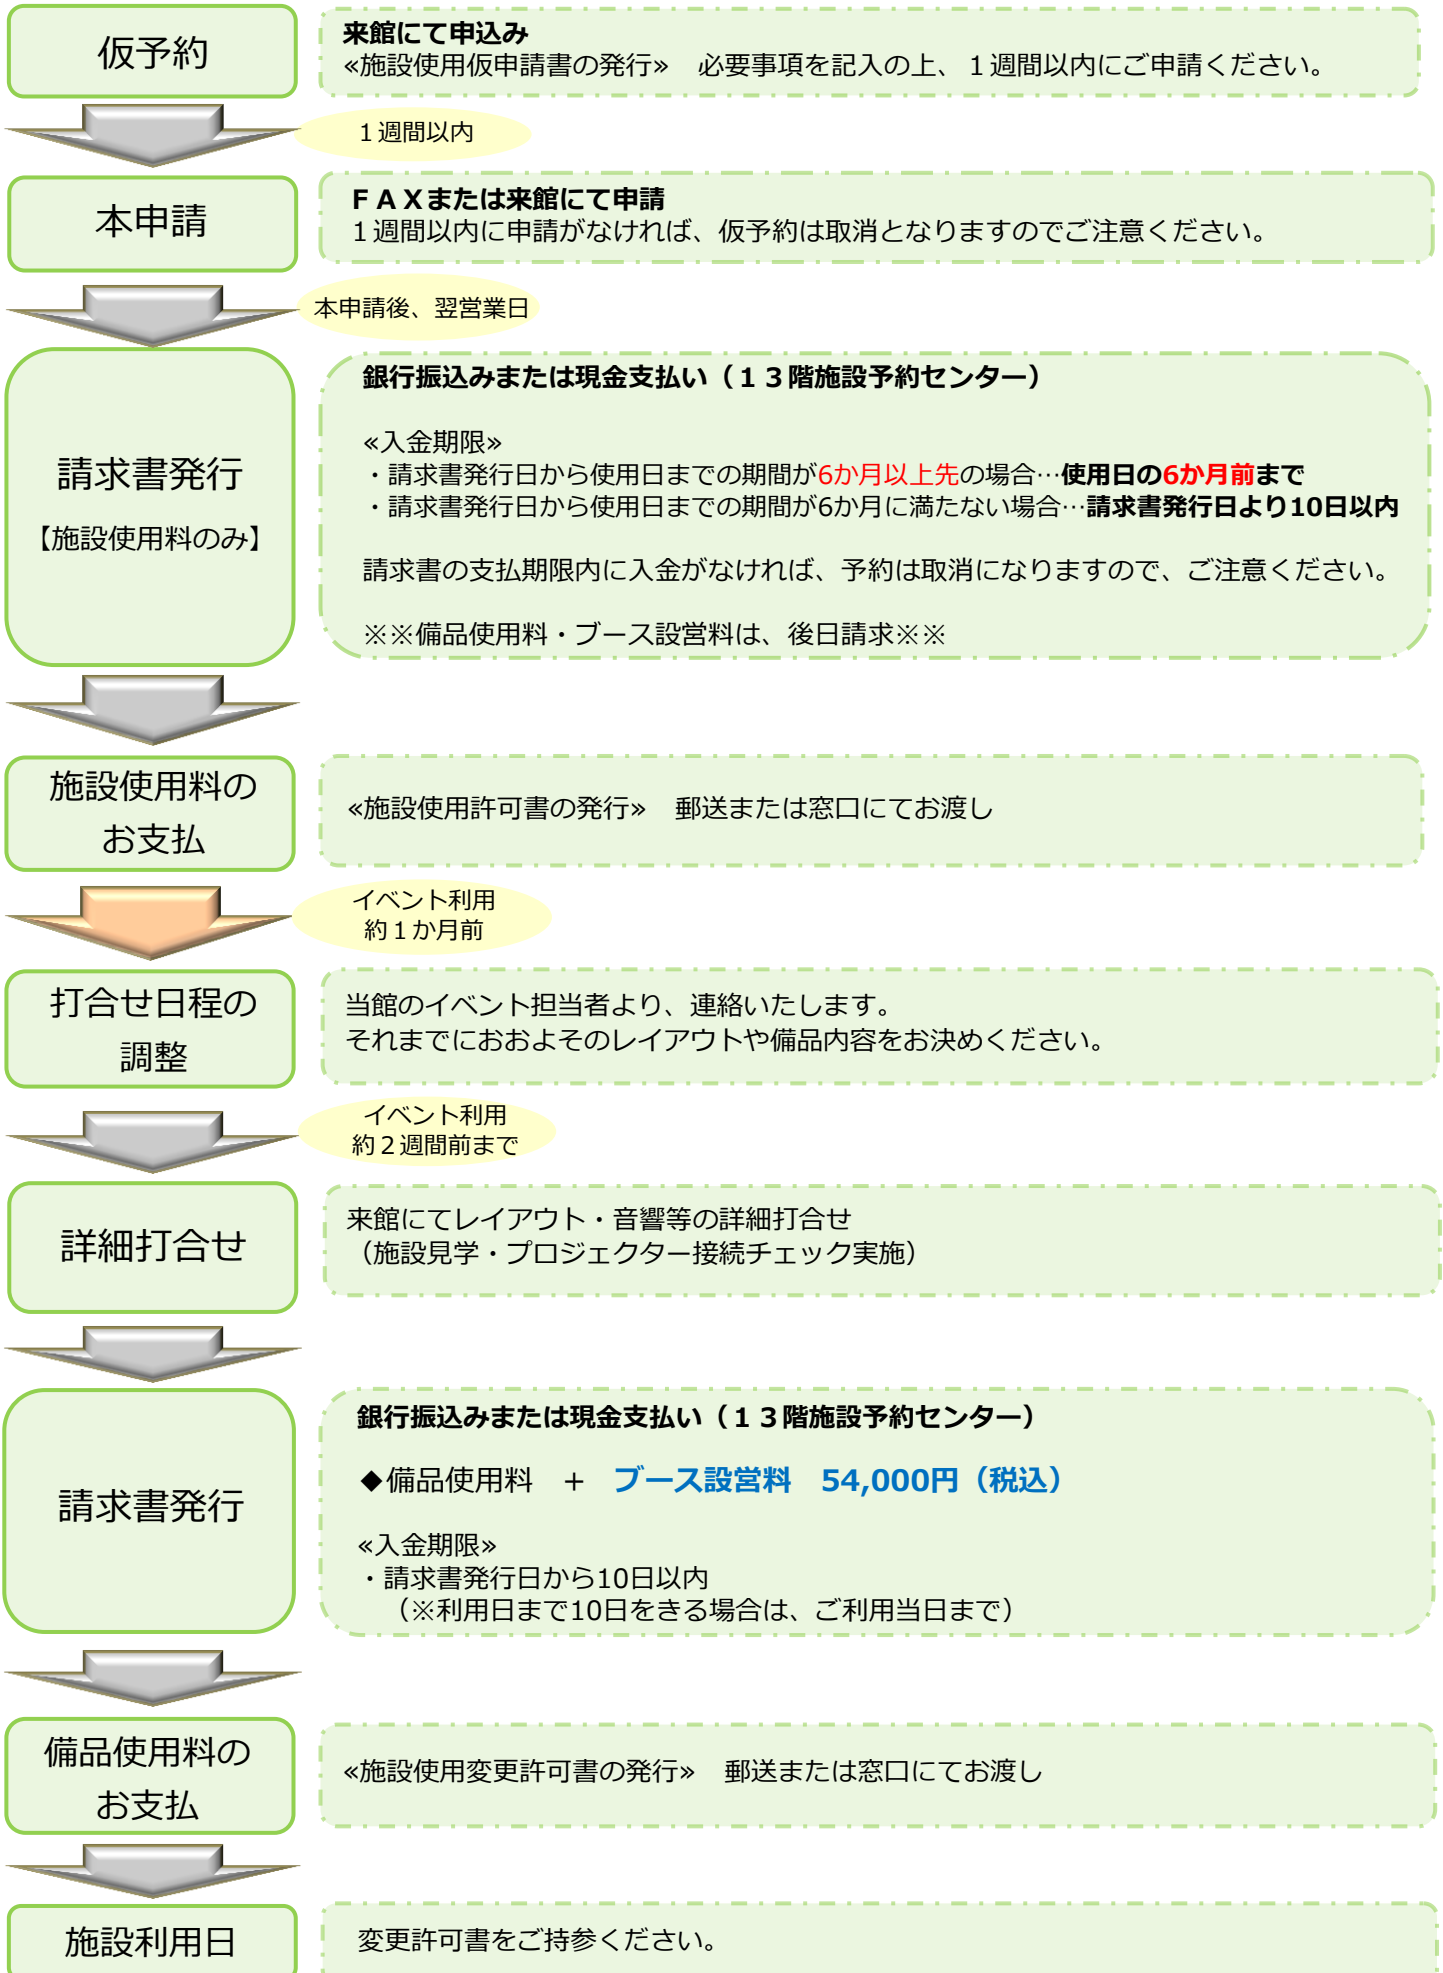 仮予約
来館にて申込み
≪施設使用仮申請書の発行≫　必要事項を記入の上、１週間以内にご申請ください。
１週間以内
本申請
ＦＡＸまたは来館にて申請
１週間以内に申請がなければ、仮予約は取消となりますのでご注意ください。
本申請後、翌営業日
請求書発行
【施設使用料のみ】
銀行振込みまたは現金支払い（１３階施設予約センター）
≪入金期限≫
・請求書発行日から使用日までの期間が6か月以上先の場合…使用日の6か月前まで
・請求書発行日から使用日までの期間が6か月に満たない場合…請求書発行日より10日以内
請求書の支払期限内に入金がなければ、予約は取消になりますので、ご注意ください。
※※備品使用料・ブース設営料は、後日請求※※
施設使用料の
お支払
≪施設使用許可書の発行≫　郵送または窓口にてお渡し
イベント利用
約１か月前
打合せ日程の
調整
当館のイベント担当者より、連絡いたします。
それまでにおおよそのレイアウトや備品内容をお決めください。
イベント利用
約２週間前まで
詳細打合せ
来館にてレイアウト・音響等の詳細打合せ
（施設見学・プロジェクター接続チェック実施）
請求書発行
銀行振込みまたは現金支払い（１３階施設予約センター）
◆備品使用料　＋　ブース設営料　54,000円（税込）
≪入金期限≫
・請求書発行日から10日以内
（※利用日まで10日をきる場合は、ご利用当日まで）
備品使用料の
お支払
≪施設使用変更許可書の発行≫　郵送または窓口にてお渡し
施設利用日
変更許可書をご持参ください。